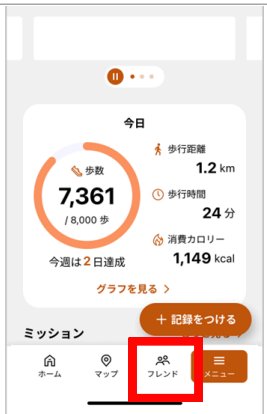 今日
歩数
7,361
/ 8,000 歩
今週は2日達成
歩行距離
1.2 km
歩行時間
24 分
消費カロリー
1,149 kcal
グラフを見る
+ 記録をつける
ミッション
ホーム
マップ
フレンド
メニュー